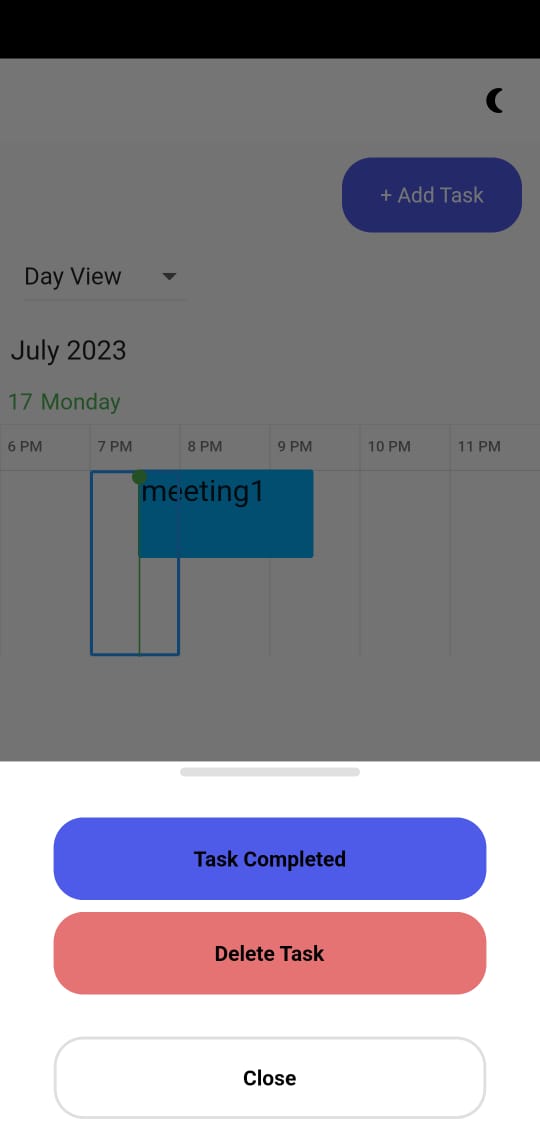 + Add Task
Day View
July 2023
17 Monday
6 PM 7 PM 8 PM 9 PM 10 PM 11 PM
meeting1
Task Completed
Delete Task
Close